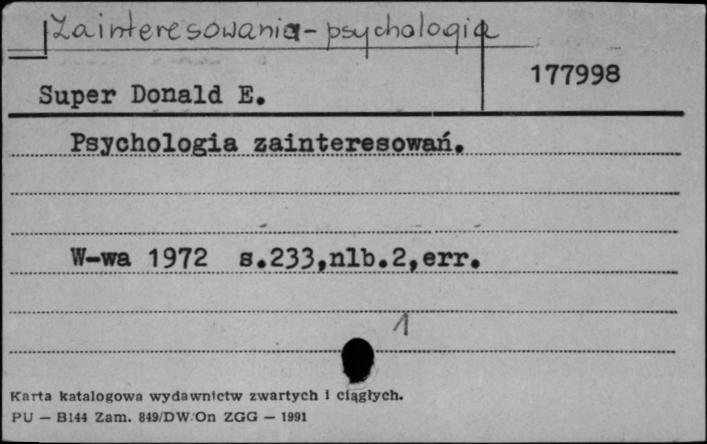 Zainteresowania - psychologia
177998
Super Donald E.
Psychologia zainteresowań.
W-wa 1972 s.233,nlb.2,err.
1
Karta katalogowa wydawnictw zwartych i ciągłych.
PU — B144 Zam. 849/DW/On ZGG — 1991